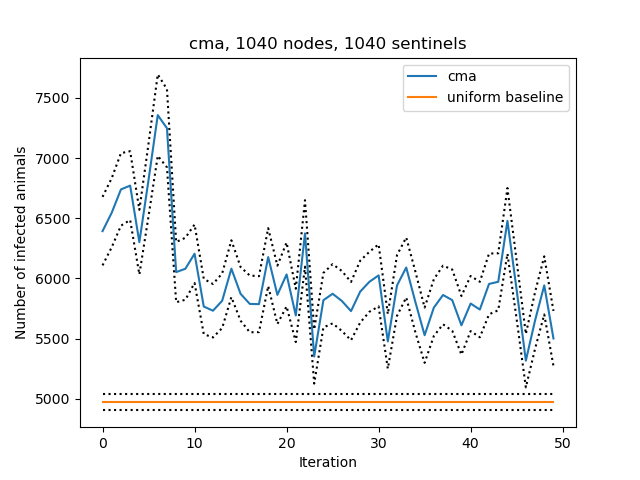 cma, 1040 nodes, 1040 sentinels
cma
uniform baseline
Number of infected animals
7500
7000
6500
6000
5500
5000
0 10 20 30 40 50
Iteration